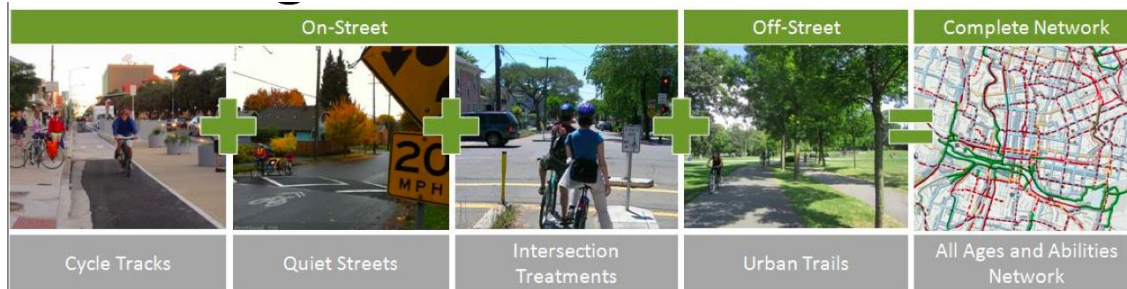 On-Street
Off-Street
Complete Network
20
MPH
Cycle Tracks
Quiet Streets
Intersection
Treatments
Urban Trails
All Ages and Abilities
Network